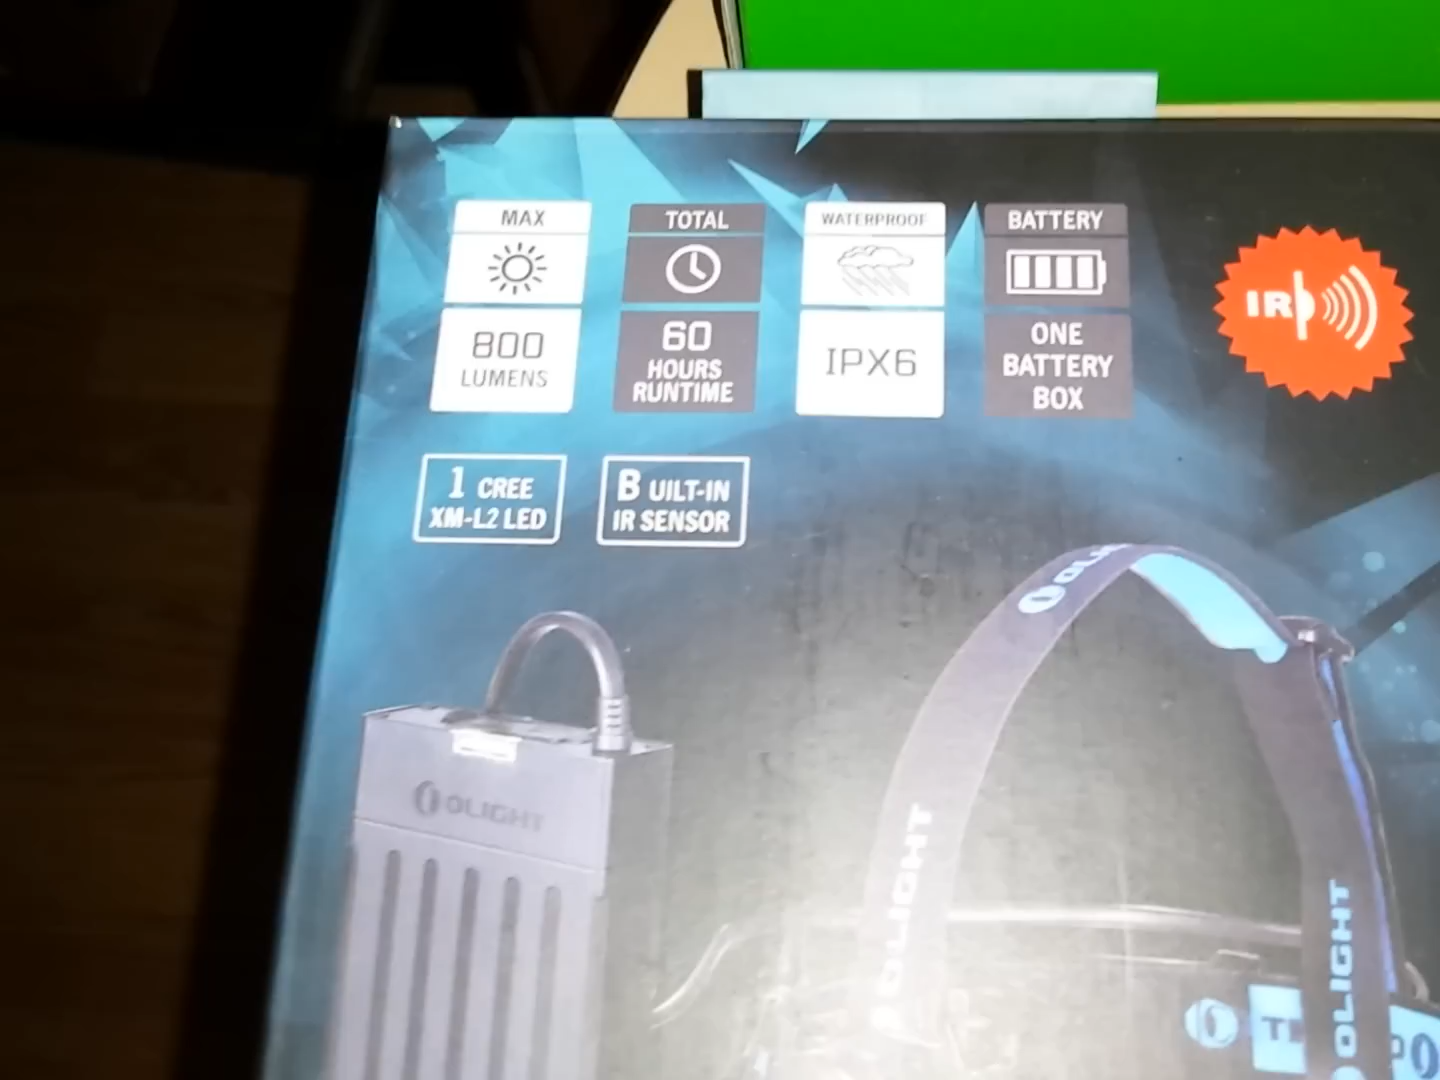 MAX
800
LUMENS
TOTAL
60
HOURS
RUNTIME
WATERPROOF
IPX6
BATTERY
ONE
BATTERY
BOX
IR
1 CREE
XM-L2 LED
B UILT-IN
IR SENSOR
OLIGHT
OLIGHT
OLIGHT